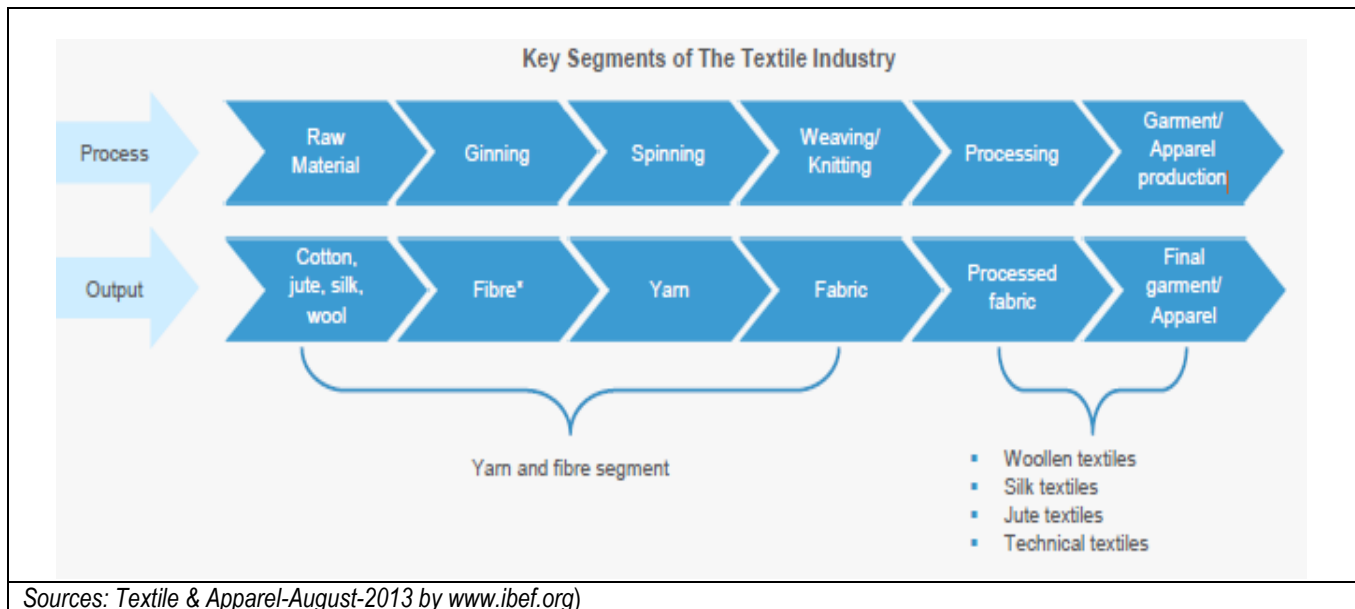 Key Segments of The Textile Industry
Process
Raw
Material
Ginning
Spinning
Weaving/
Knitting
Processing
Garment/
Apparel
production
Output
Cotton,
jute, silk,
wool
Fibre*
Yarn
Fabric
Processed
fabric
Final
garment/
Apparel
Yarn and fibre segment
▪ Woollen textiles
▪ Silk textiles
▪ Jute textiles
▪ Technical textiles
Sources: Textile & Apparel-August-2013 by www.ibef.org)